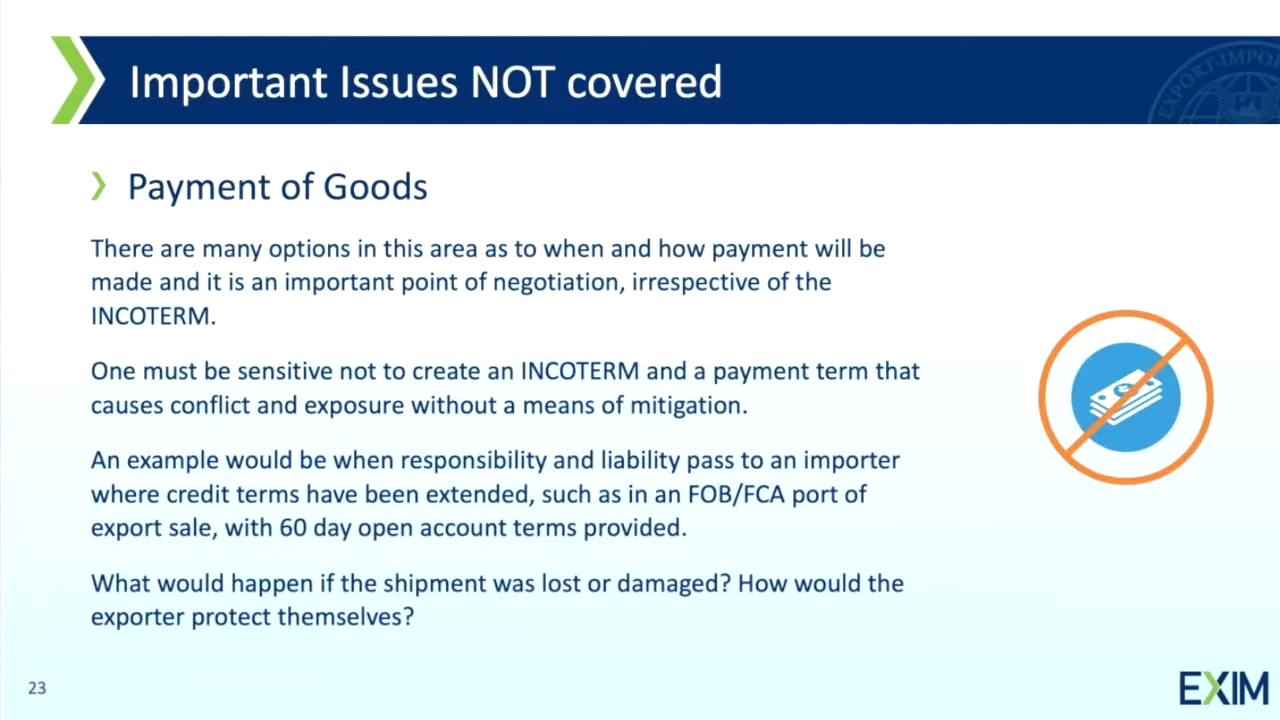 Important Issues NOT covered
Payment of Goods
There are many options in this area as to when and how payment will be
made and it is an important point of negotiation, irrespective of the
INCOTERM.
One must be sensitive not to create an INCOTERM and a payment term that
causes conflict and exposure without a means of mitigation.
An example would be when responsibility and liability pass to an importer
where credit terms have been extended, such as in an FOB/FCA port of
export sale, with 60 day open account terms provided.
What would happen if the shipment was lost or damaged? How would the
exporter protect themselves?
23
EXIM